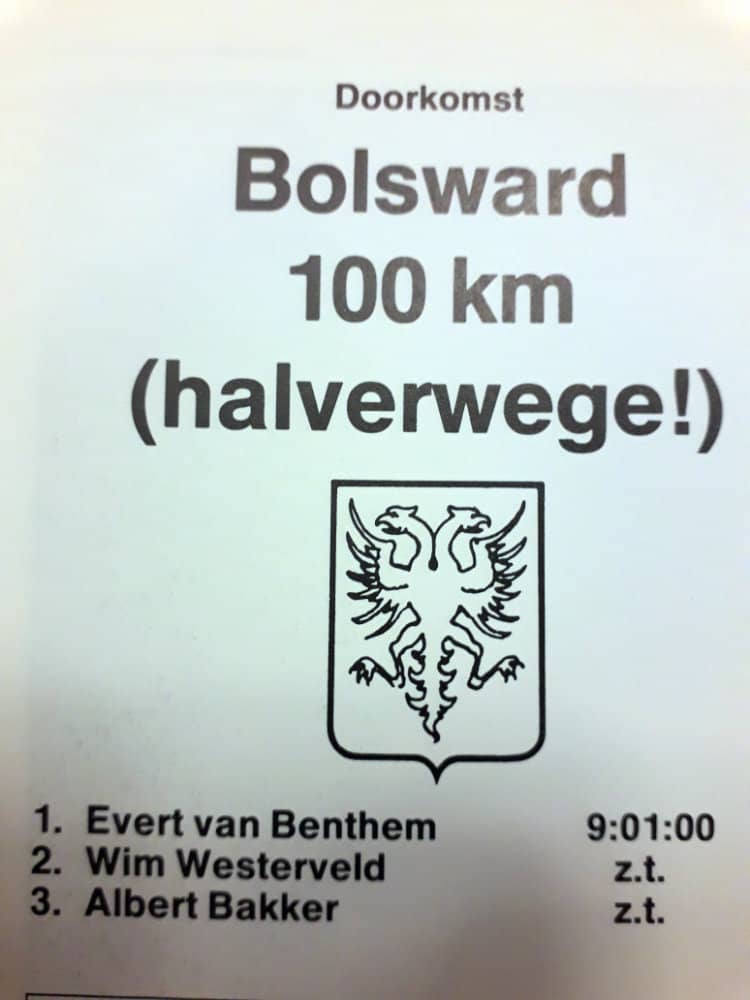 Doorkomst
Bolsward
100 km
(halverwege!)
1. Evert van Benthem 9:01:00
2. Wim Westerveld z.t.
3. Albert Bakker z.t.